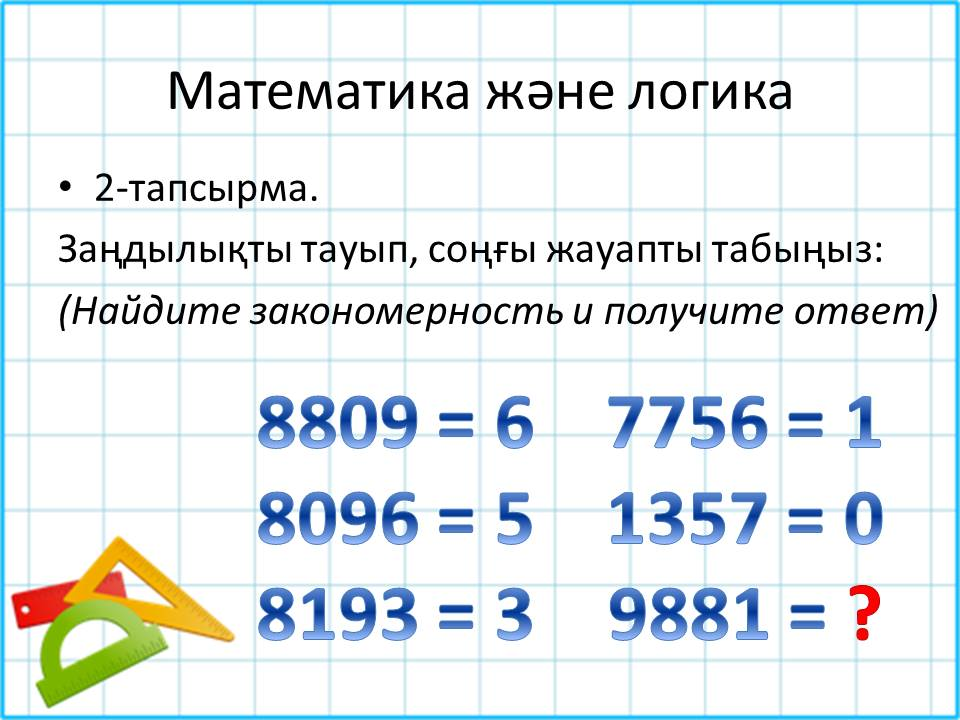 Математика және логика
• 2-тапсырма.
Заңдылықты тауып, соңғы жауапты табыңыз:
(Найдите закономерность и получите ответ)
8809 = 6 7756 = 1
8096 = 5 1357 = 0
8193 = 3 9881 = ?